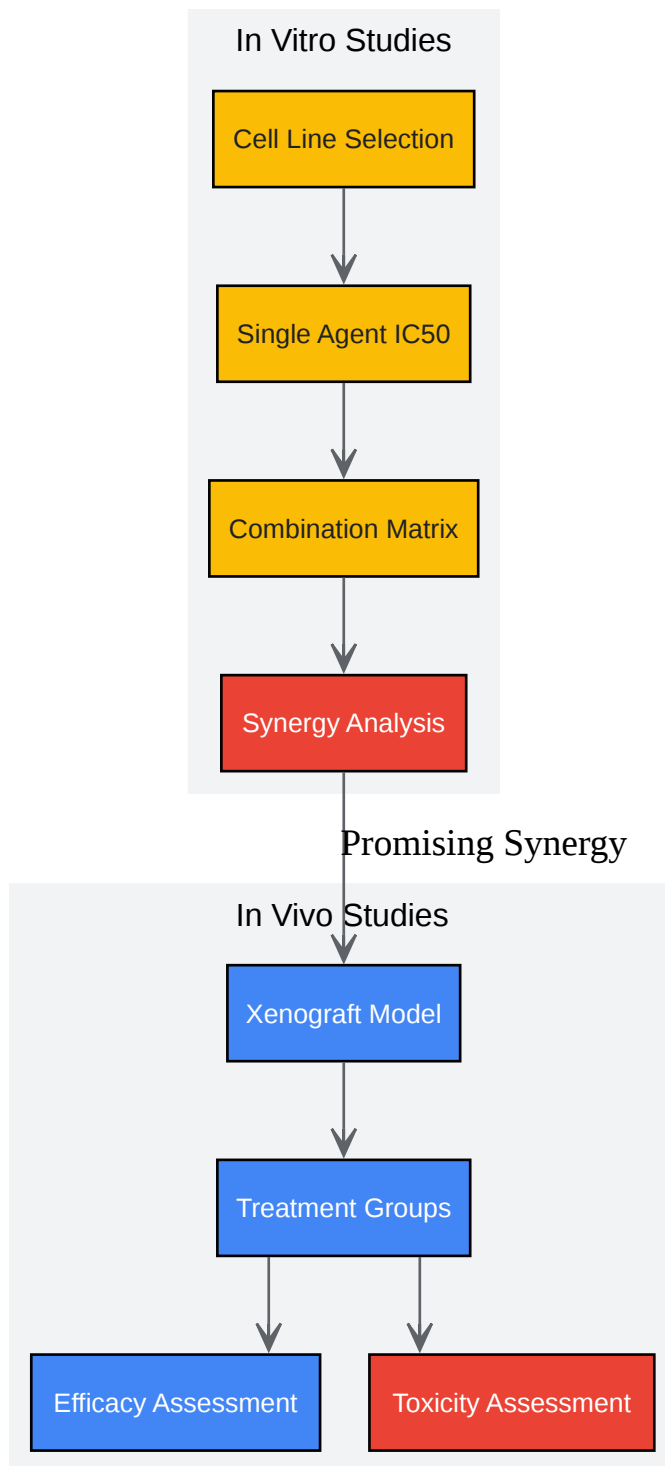 In Vitro Studies
Cell Line Selection
Single Agent IC50
Combination Matrix
Synergy Analysis
Promising Synergy
In Vivo Studies
Xenograft Model
Treatment Groups
Efficacy Assessment
Toxicity Assessment